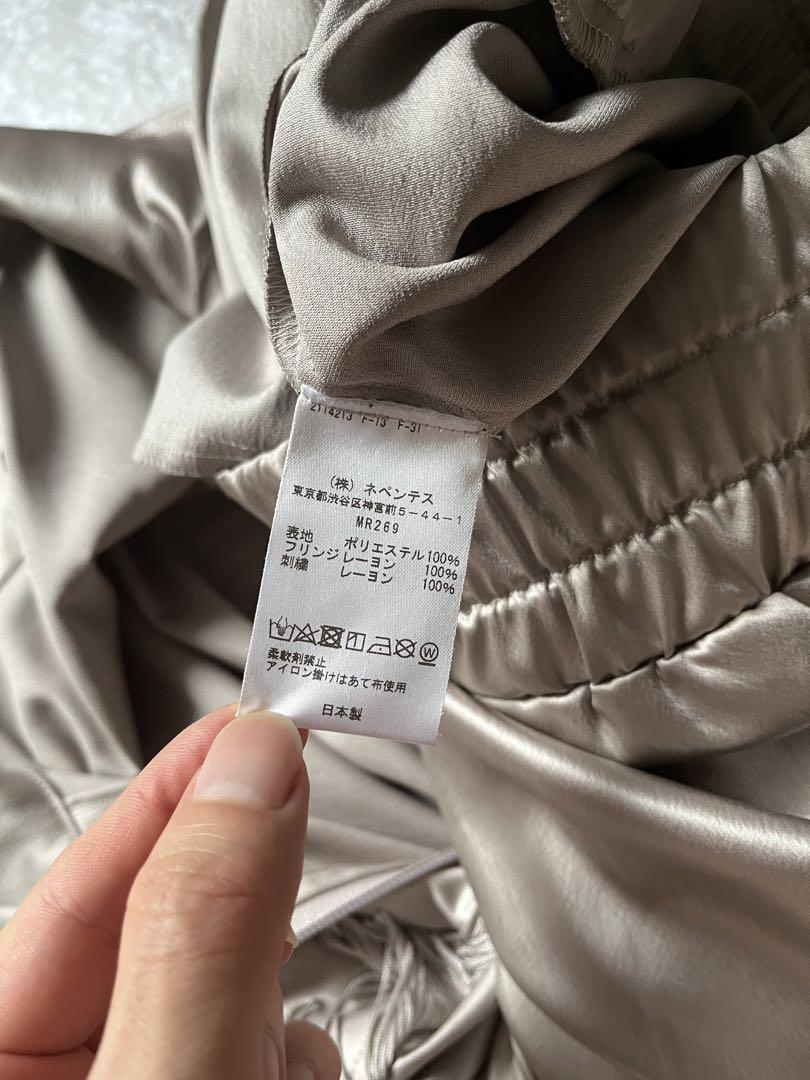 2114213 F-13 F-31
(株) ネペンテス
東京都渋谷区神宮前5-44-1
MR269
表地 ポリエステル100%
フリンジ レーヨン 100%
刺繍 レーヨン 100%
W
柔軟剤禁止
アイロン掛けはあて布使用
日本製